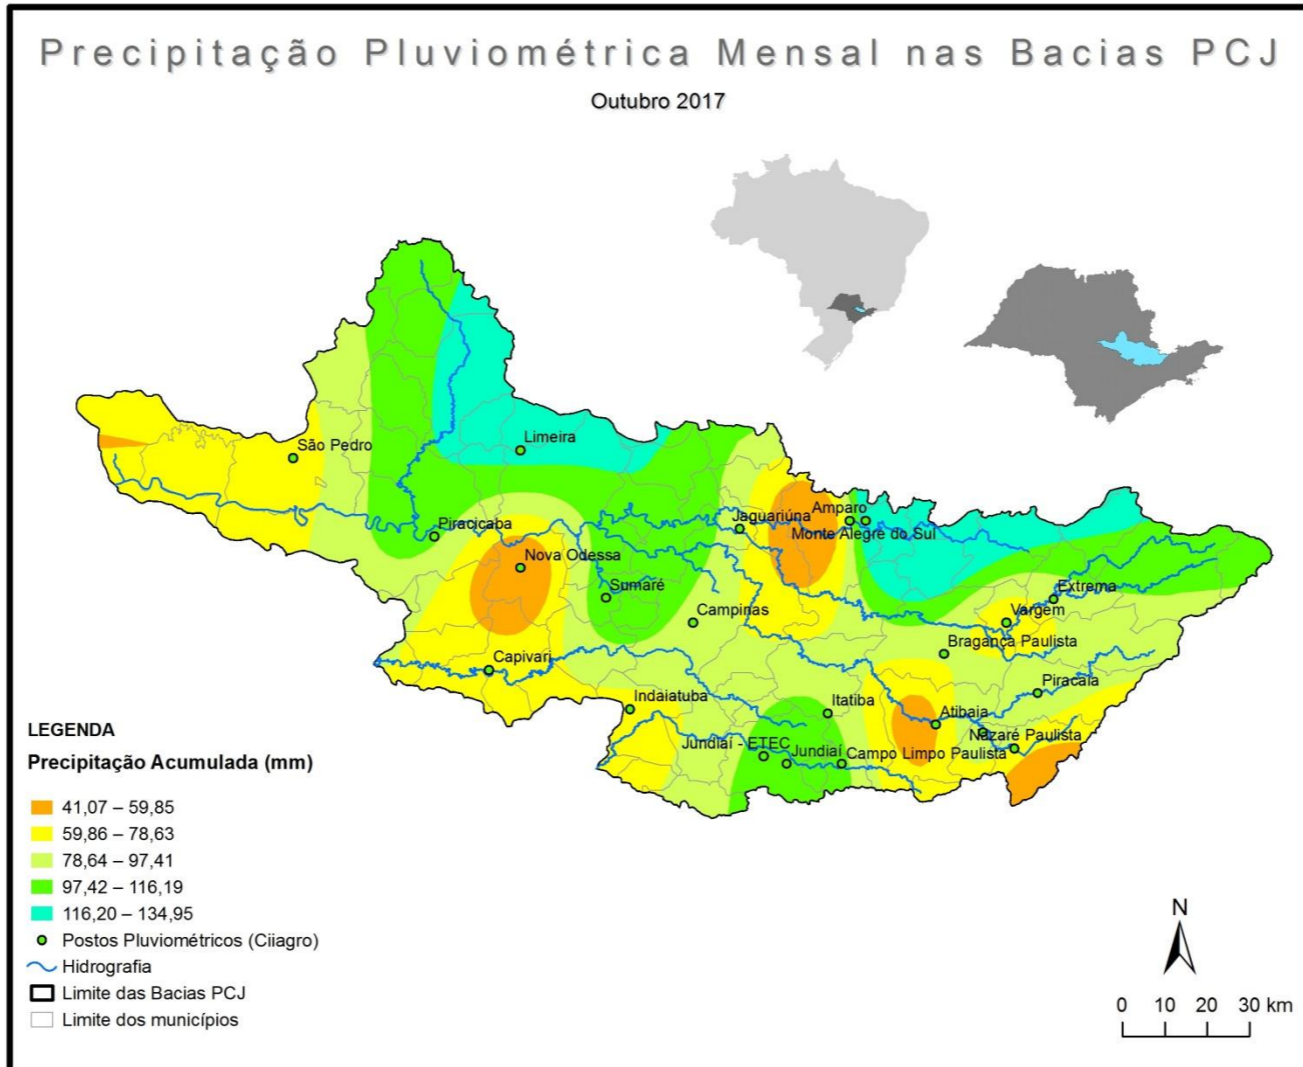 Precipitação Pluviométrica Mensal nas Bacias PCJ
Outubro 2017
São Pedro
Limeira
Piracicaba
Nova Odessa
Sumaré
Jaguariúna
Amparo
Monte Alegre do Sul
Campinas
Extrema
Vargem
Bragança Paulista
Capivari
Piracaia
Indaiatuba
Itatiba
Atibaia
Nazaré Paulista
Jundiaí - ETEC
Jundiaí
Campo Limpo Paulista
LEGENDA
Precipitação Acumulada (mm)
41,07 – 59,85
59,86 – 78,63
78,64 – 97,41
97,42 – 116,19
116,20 – 134,95
Postos Pluviométricos (Ciiagro)
Hidrografia
Limite das Bacias PCJ
Limite dos municípios
N
0 10 20 30 km